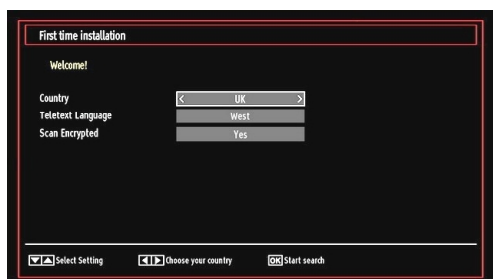 First time installation
Welcome!
Country < UK >
Teletext Language West
Scan Encrypted Yes
Select Setting Choose your country OK Start search